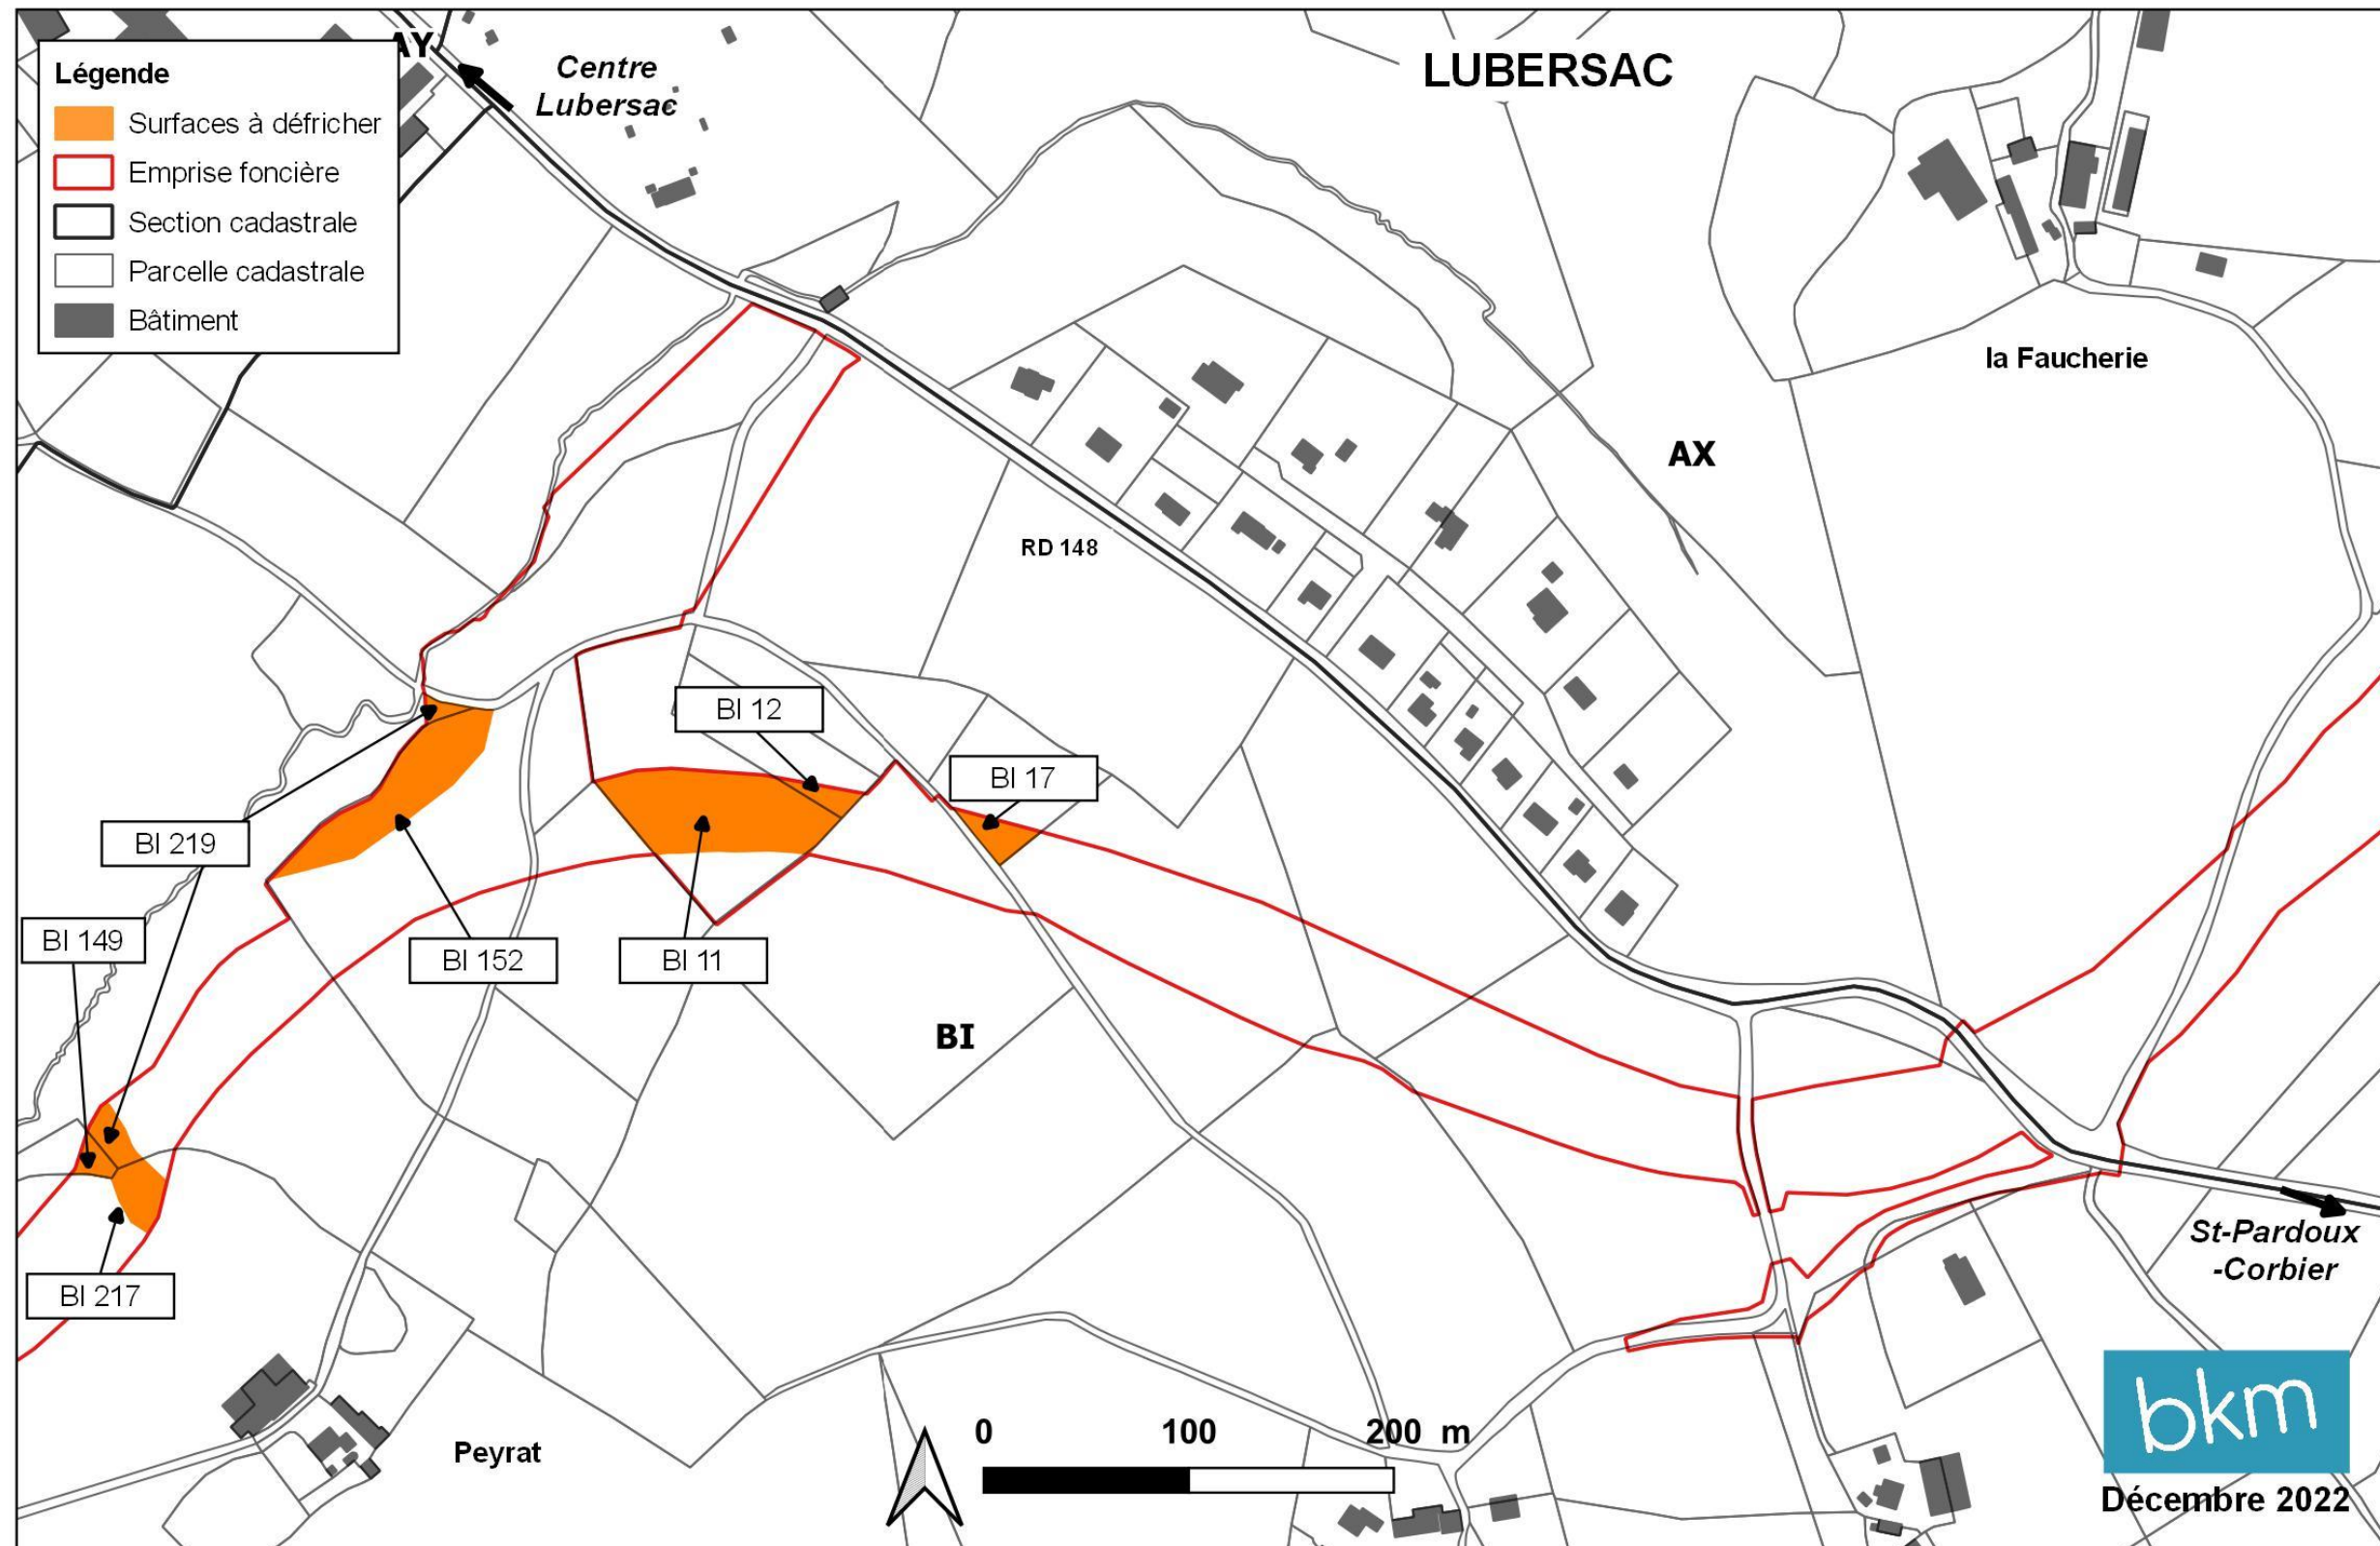 AY
Centre
Lubersac
LUBERSAC
Légende
Surfaces à défricher
Emprise foncière
Section cadastrale
Parcelle cadastrale
Bâtiment
la Faucherie
AX
RD 148
BI 12
BI 17
BI 219
BI 149
BI 152
BI 11
BI
BI 217
St-Pardoux
-Corbier
Peyrat
0 100 200 m
bkm
Décembre 2022